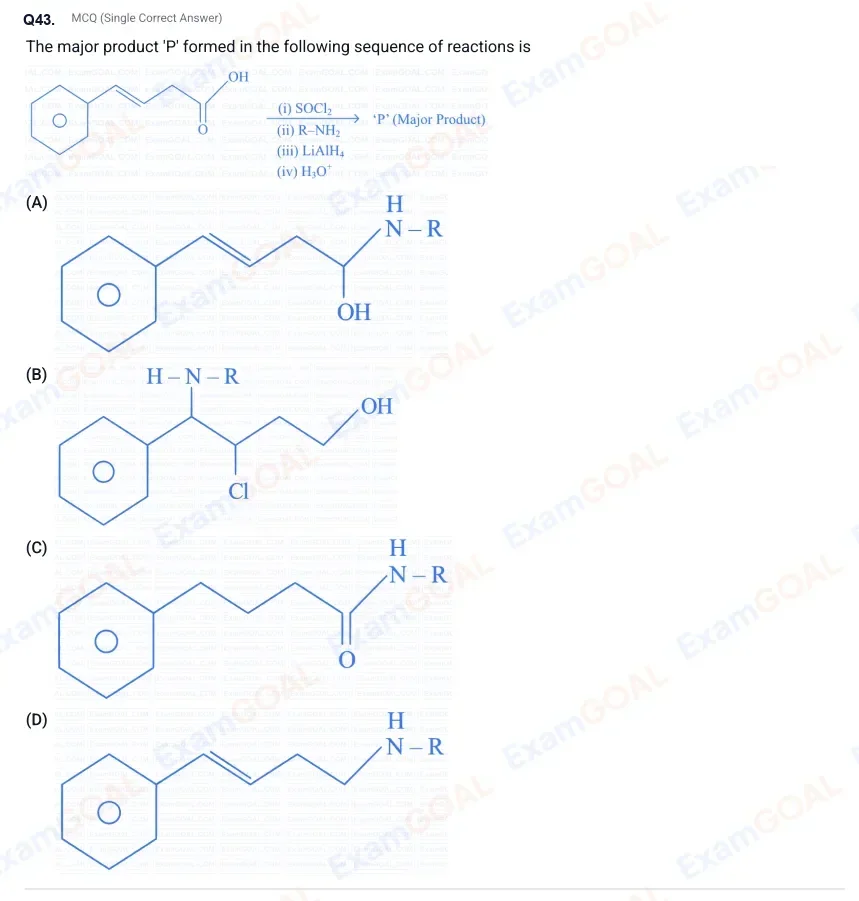 Q43. MCQ (Single Correct Answer)
The major product 'P' formed in the following sequence of reactions is
OH
O
(i) SOCl₂
(ii) R–NH₂
(iii) LiAlH₄
(iv) H₃O⁺
'P' (Major Product)
(A)
H
N – R
OH
(B)
H – N – R
OH
Cl
(C)
H
N – R
O
(D)
H
N – R
ExamGOAL